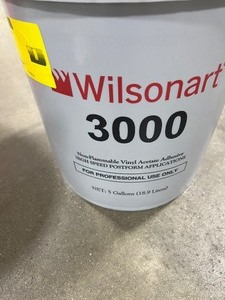 Wilsonart
3000
Non-Flammable Vinyl Acetate Adhesive
HIGH SPEED POSTFORM APPLICATIONS
FOR PROFESSIONAL USE ONLY
NET: 5 Gallons (18.9 Liters)